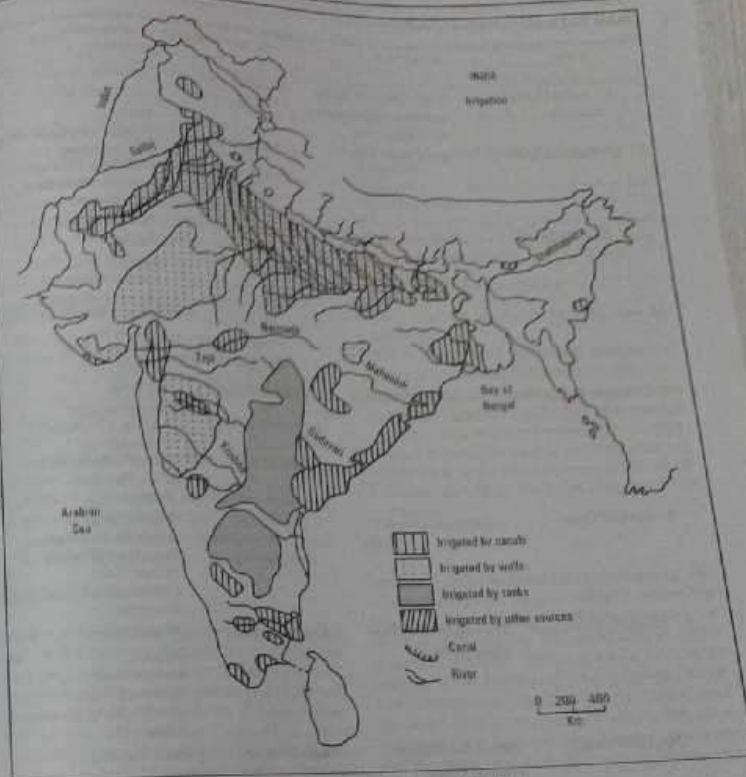 INDIA
Irrigation
Indus
Sutlej
Brahmaputra
Narmada
Tapi
Mahanadi
Godavari
Krishna
Bay of
Bengal
Arabian
Sea
Irrigated by canals
Irrigated by wells
Irrigated by tanks
Irrigated by other sources
Canal
River
0 200 400
Km